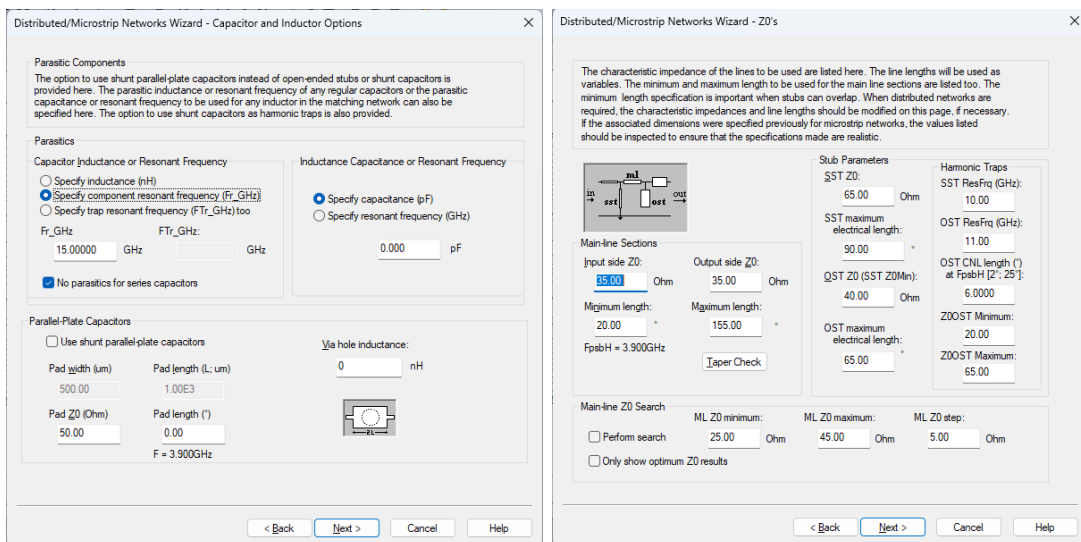 Distributed/Microstrip Networks Wizard - Capacitor and Inductor Options
Parasitic Components
The option to use shunt parallel-plate capacitors instead of open-ended stubs or shunt capacitors is
provided here. The parasitic inductance or resonant frequency of any regular capacitors or the parasitic
capacitance or resonant frequency to be used for any inductor in the matching network can also be
specified here. The option to use shunt capacitors as harmonic traps is also provided.
Parasitics
Capacitor Inductance or Resonant Frequency
Specify inductance (nH)
Specify component resonant frequency (Fr_GHz)
Specify trap resonant frequency (FTr_GHz) too
Fr_GHz FTr_GHz:
15.00000 GHz GHz
No parasitics for series capacitors
Inductance Capacitance or Resonant Frequency
Specify capacitance (pF)
Specify resonant frequency (GHz)
0.000 pF
Parallel-Plate Capacitors
Use shunt parallel-plate capacitors
Pad width (um) Pad length (L; um)
500.00 1.00E3
Pad Z0 (Ohm) Pad length (°)
50.00 0.00
F = 3.900GHz
Via hole inductance:
0 nH
2L
< Back Next > Cancel Help
Distributed/Microstrip Networks Wizard - Z0's
The characteristic impedance of the lines to be used are listed here. The line lengths will be used as
variables. The minimum and maximum length to be used for the main line sections are listed too. The
minimum length specification is important when stubs can overlap. When distributed networks are
required, the characteristic impedances and line lengths should be modified on this page, if necessary.
If the associated dimensions were specified previously for microstrip networks, the values listed
should be inspected to ensure that the specifications made are realistic.
ml
in sst ost out
Main-line Sections
Input side Z0: Output side Z0:
35.00 Ohm 35.00 Ohm
Minimum length: Maximum length:
20.00 ° 155.00 °
FpsbH = 3.900GHz
Taper Check
Stub Parameters
SST Z0:
65.00 Ohm
SST maximum
electrical length:
90.00 °
OST Z0 (SST Z0Min):
40.00 Ohm
OST maximum
electrical length:
65.00 °
Harmonic Traps
SST ResFrq (GHz):
10.00
OST ResFrq (GHz):
11.00
OST CNL length (°)
at FpsbH [2°; 25°]:
6.0000
Z0OST Minimum:
20.00
Z0OST Maximum:
65.00
Main-line Z0 Search
ML Z0 minimum: ML Z0 maximum: ML Z0 step:
Perform search 25.00 Ohm 45.00 Ohm 5.00 Ohm
Only show optimum Z0 results
< Back Next > Cancel Help